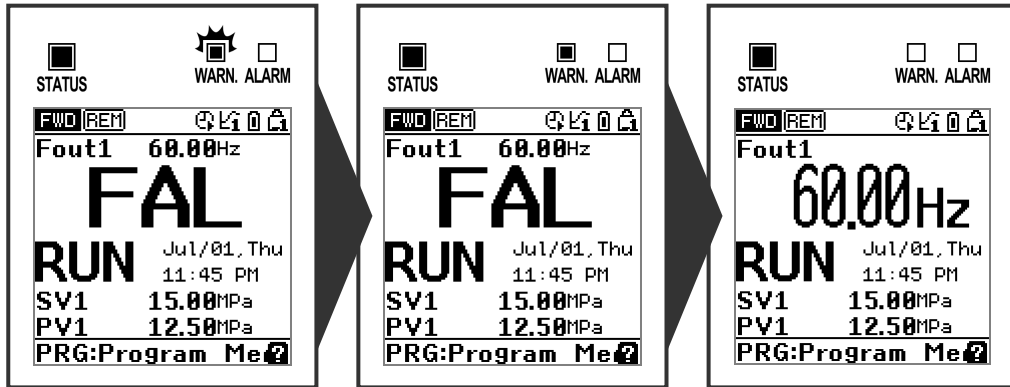 STATUS
WARN. ALARM
FWD REM
Fout1 60.00Hz
FAL
RUN
Jul/01,Thu
11:45 PM
SV1 15.00MPa
PV1 12.50MPa
PRG:Program Me?
STATUS
WARN. ALARM
FWD REM
Fout1 60.00Hz
FAL
RUN
Jul/01,Thu
11:45 PM
SV1 15.00MPa
PV1 12.50MPa
PRG:Program Me?
STATUS
WARN. ALARM
FWD REM
Fout1
60.00Hz
RUN
Jul/01,Thu
11:45 PM
SV1 15.00MPa
PV1 12.50MPa
PRG:Program Me?